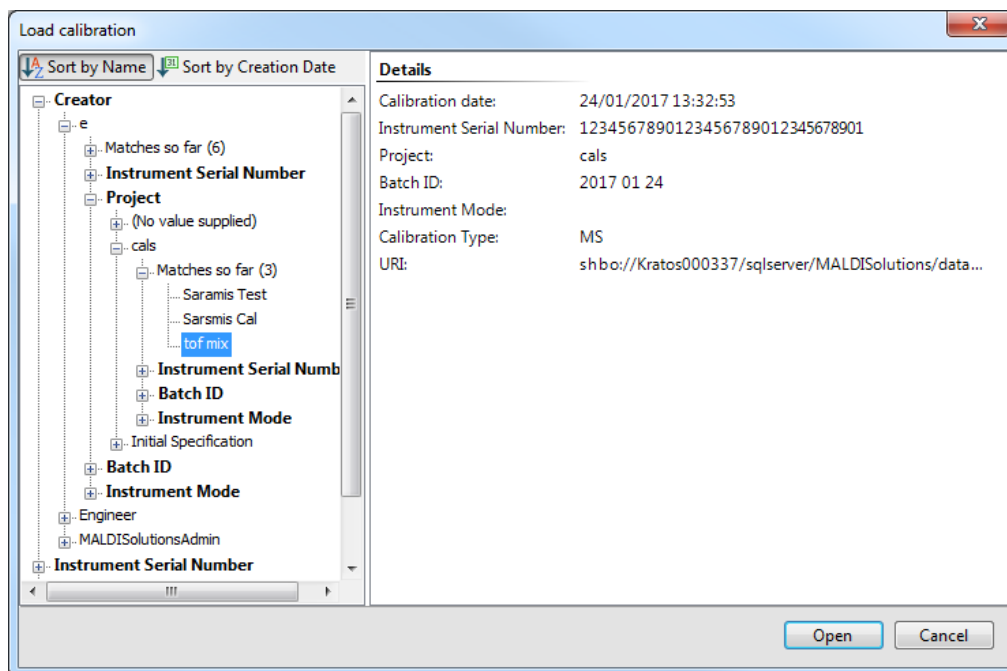 Load calibration
Sort by Name Sort by Creation Date
Creator
e
Matches so far (6)
Instrument Serial Number
Project
(No value supplied)
cals
Matches so far (3)
Saramis Test
Sarsmis Cal
tof mix
Instrument Serial Numb
Batch ID
Instrument Mode
Initial Specification
Batch ID
Instrument Mode
Engineer
MALDISolutionsAdmin
Instrument Serial Number
Details
Calibration date: 24/01/2017 13:32:53
Instrument Serial Number: 1234567890123456789012345678901
Project: cals
Batch ID: 2017 01 24
Instrument Mode:
Calibration Type: MS
URI: shbo://Kratos000337/sqlserver/MALDISolutions/data...
Open Cancel